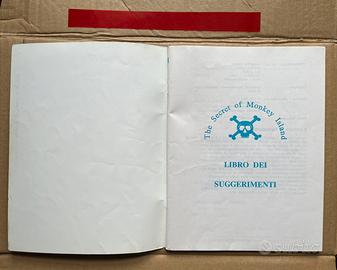 The Secret of Monkey Island
LIBRO DEI
SUGGERIMENTI